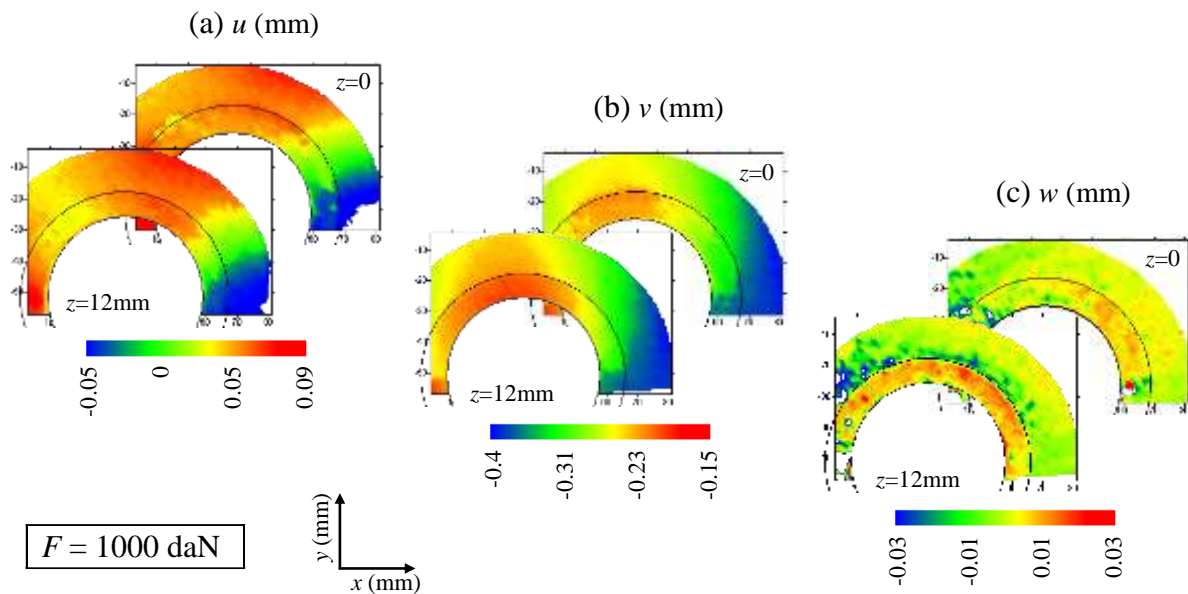 (a) u (mm)
z=0
z=12mm
-0.05
0
0.05
0.09
(b) v (mm)
z=0
z=12mm
-0.4
-0.31
-0.23
-0.15
(c) w (mm)
z=0
z=12mm
-0.03
-0.01
0.01
0.03
F = 1000 daN
y (mm)
x (mm)